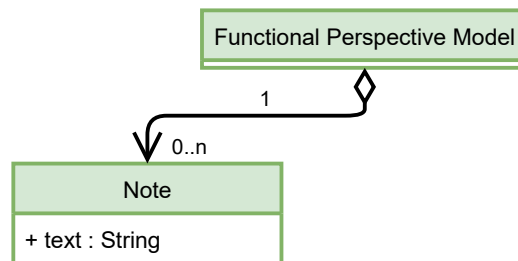 Functional Perspective Model
1
0..n
Note
+ text : String